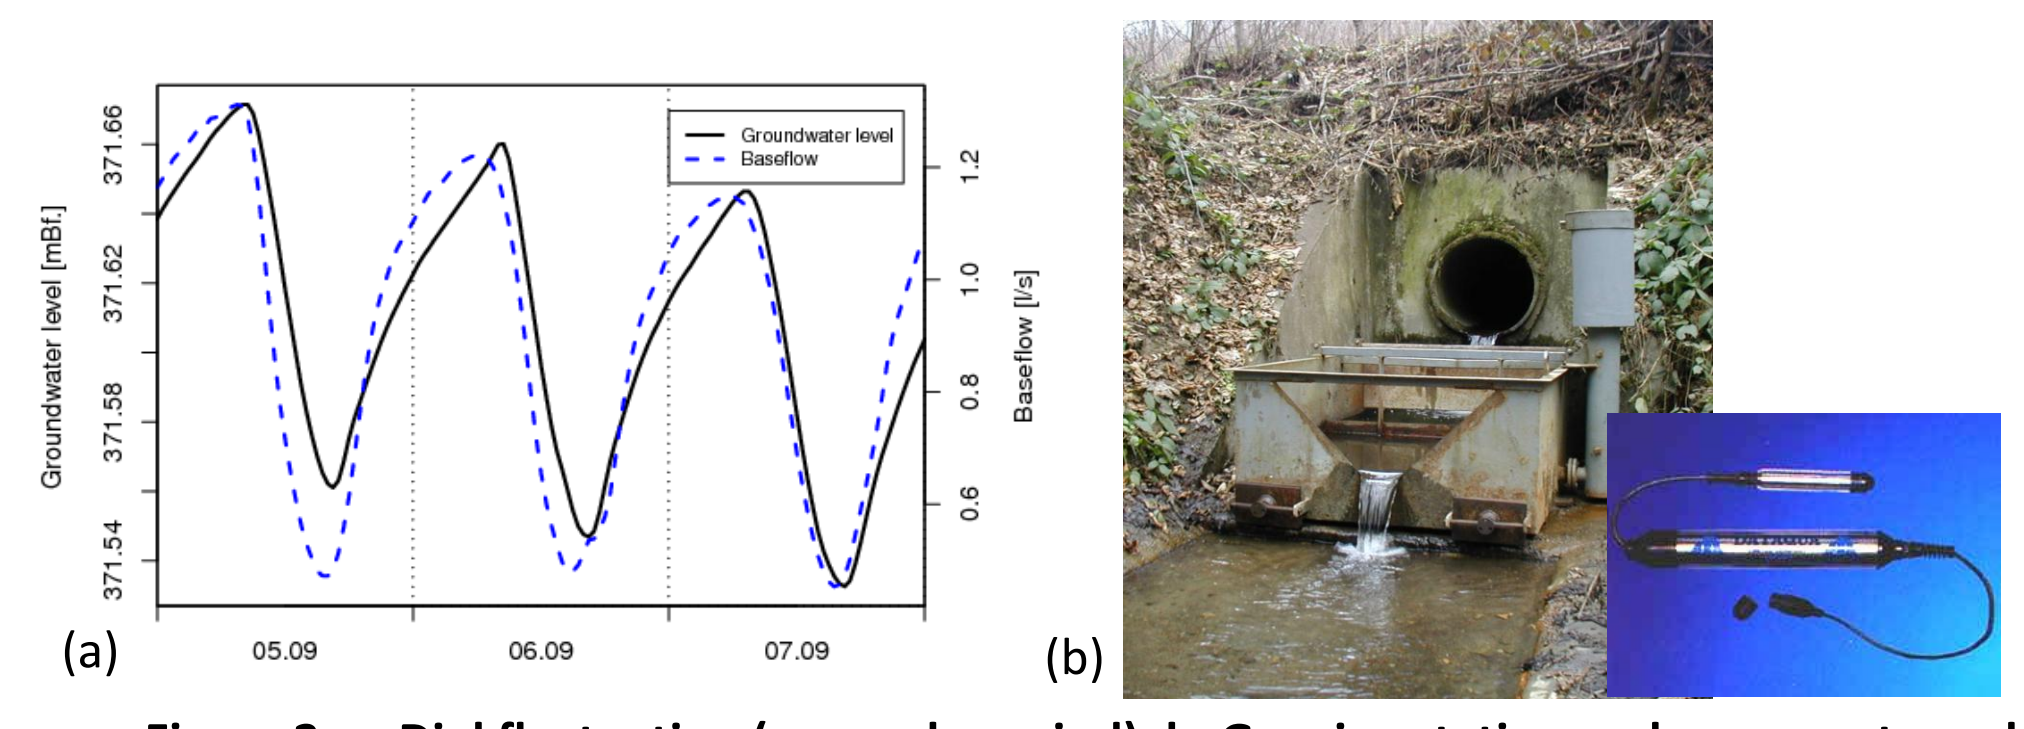 Groundwater level [mBf.]
371.66
371.62
371.58
371.54
Groundwater level
Baseflow
1.2
1.0
0.8
0.6
Baseflow [l/s]
05.09
06.09
07.09
(a)
(b)